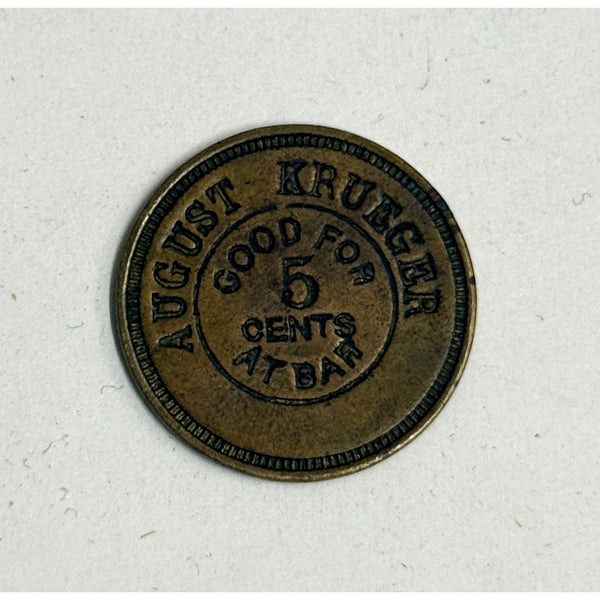 AUGUST KRUEGER
GOOD FOR
5
CENTS
AT BAR